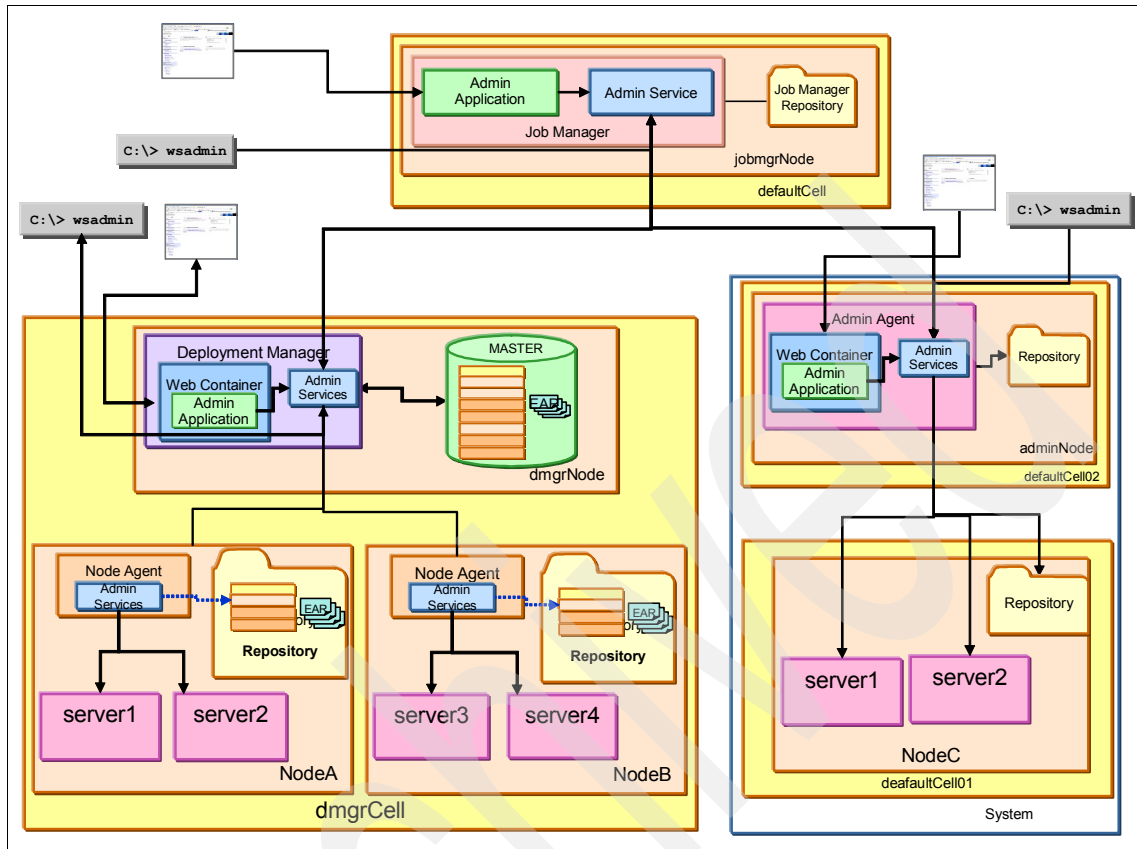 Admin
Application
Admin Service
Job Manager
Repository
Job Manager
jobmgrNode
defaultCell
C:\> wsadmin
C:\> wsadmin
C:\> wsadmin
Deployment Manager
Web Container
Admin
Application
Admin
Services
MASTER
EAR
dmgrNode
Admin Agent
Web Container
Admin
Application
Admin
Services
Repository
adminNode
defaultCell02
Node Agent
Admin
Services
EAR
Repository
server1
server2
NodeA
Node Agent
Admin
Services
EAR
Repository
server3
server4
NodeB
dmgrCell
Repository
server1
server2
NodeC
deafaultCell01
System